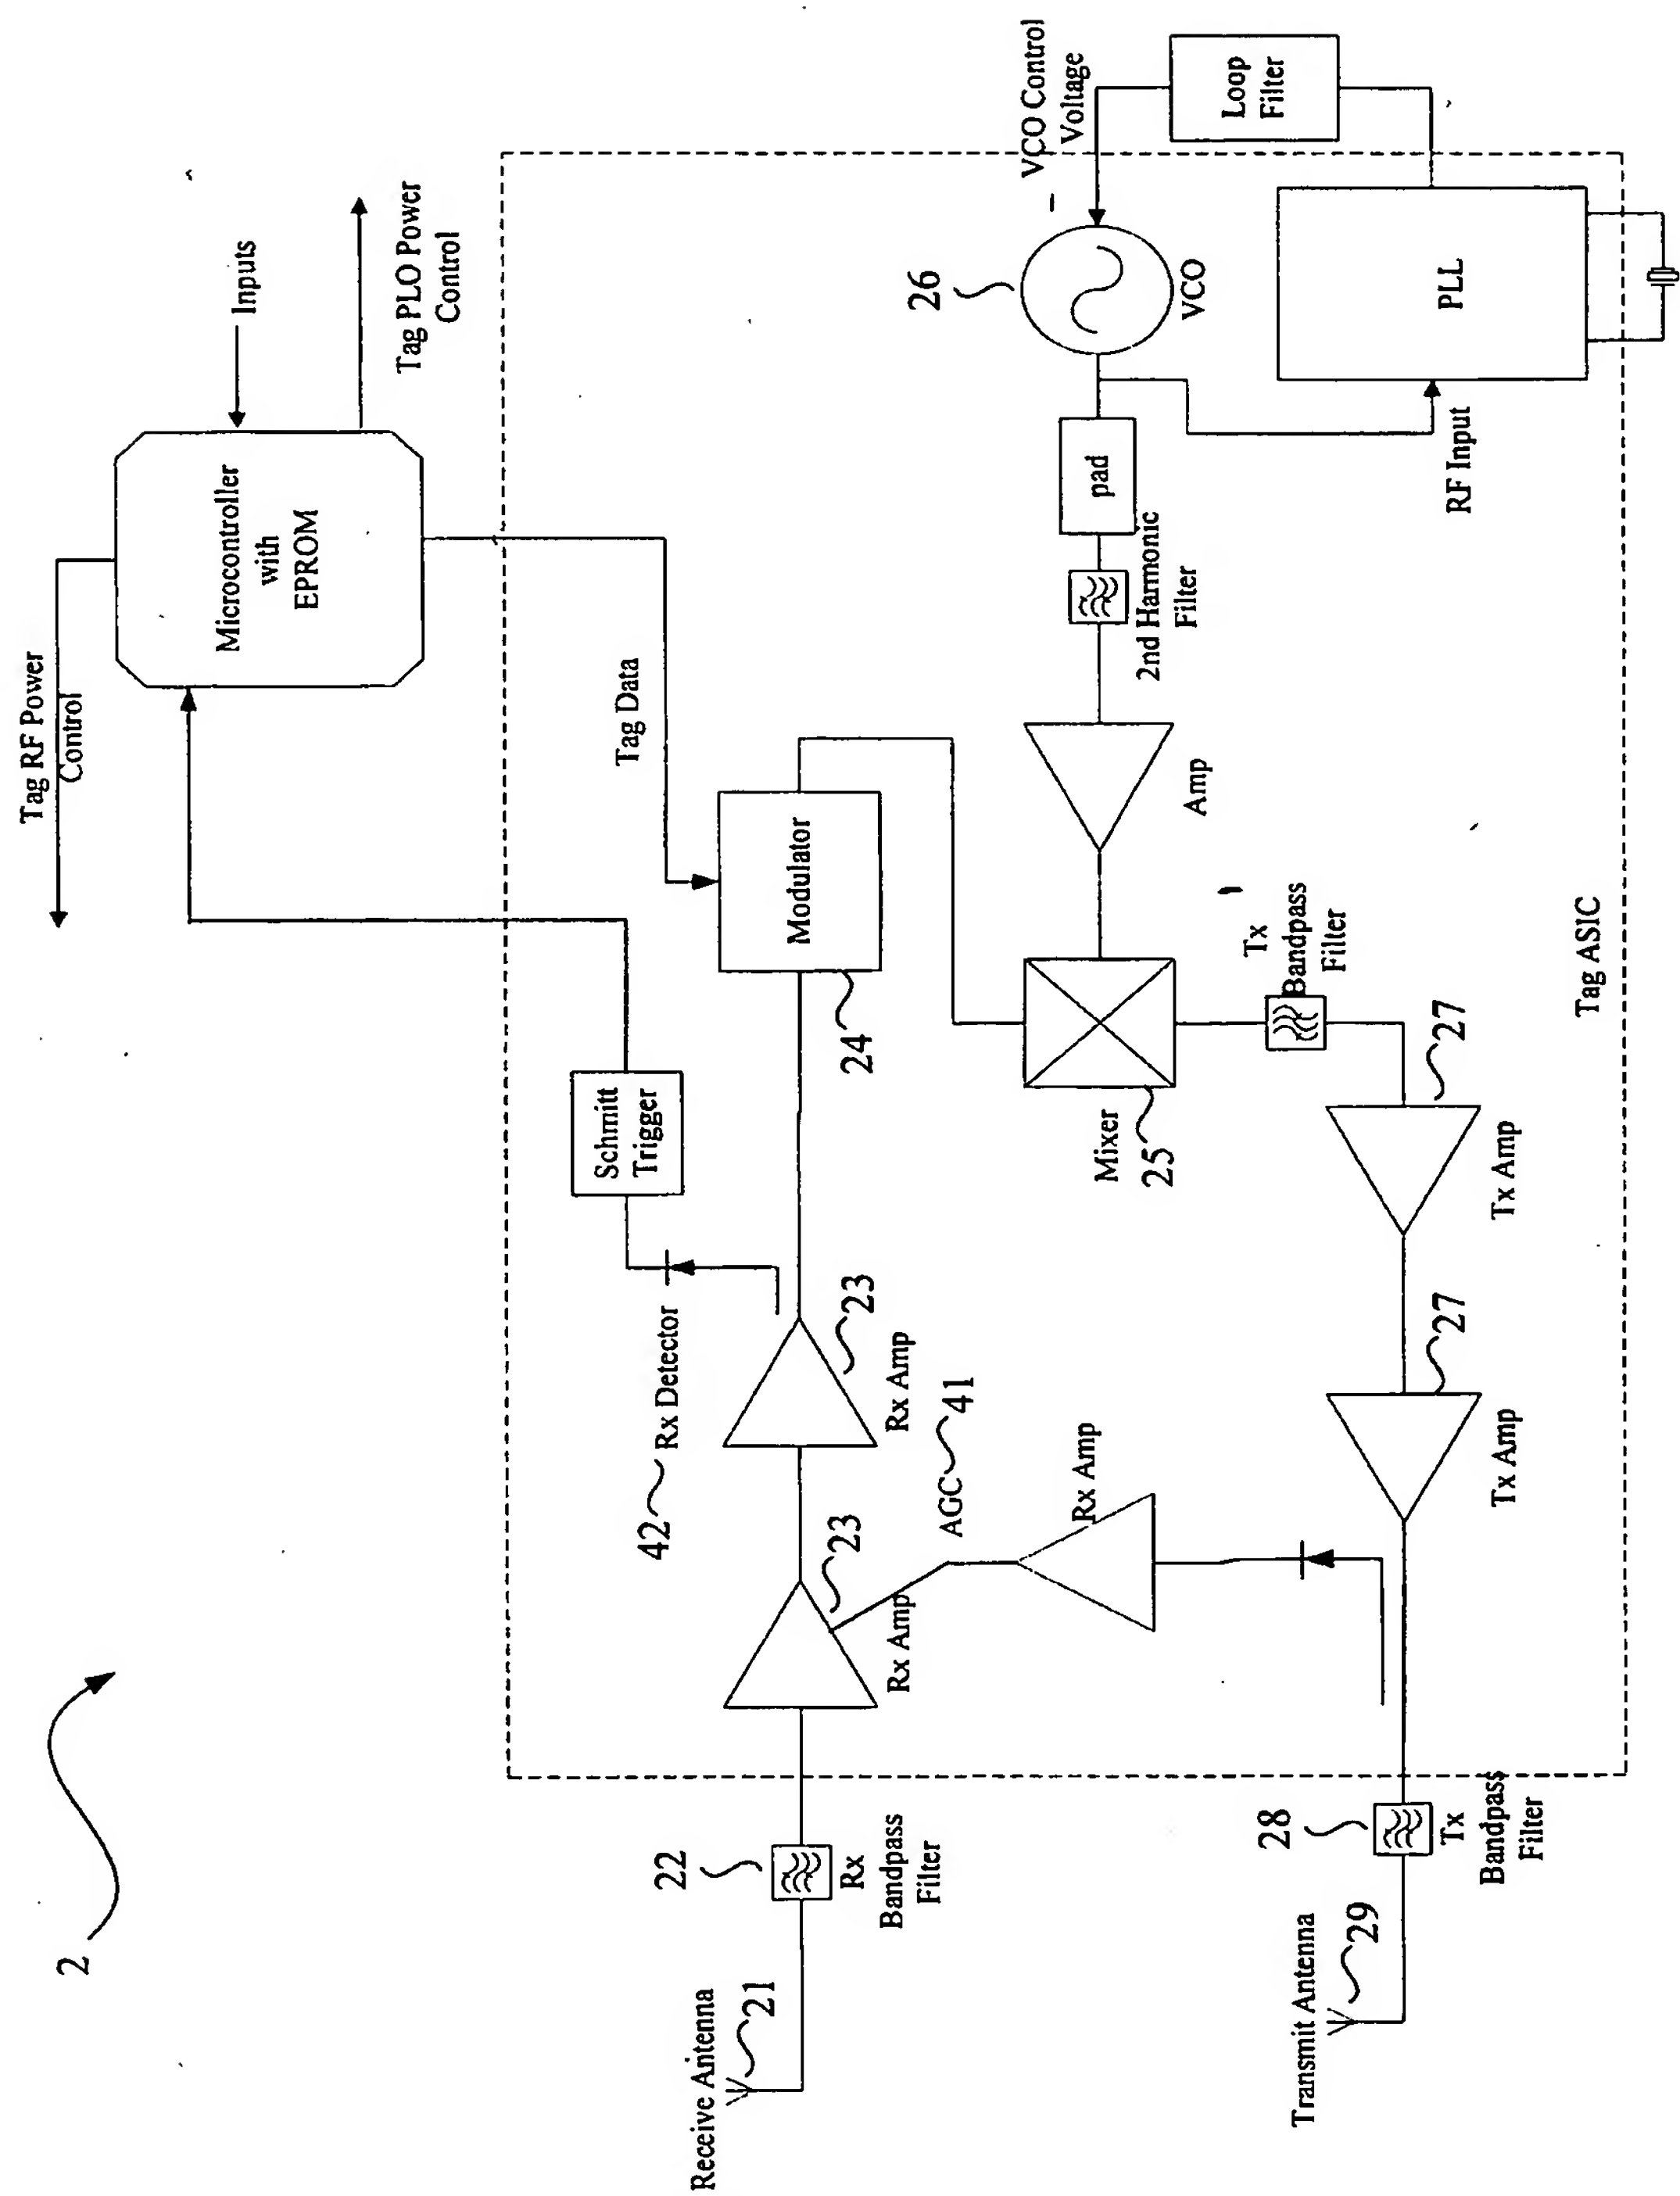 2
Tag RF Power
Control
Microcontroller
with
EPROM
Inputs
Tag PLO Power
Control
Tag Data
Schmitt
Trigger
42
Rx Detector
Receive Antenna
21
22
Rx
Bandpass
Filter
23
Rx Amp
23
Rx Amp
24
Modulator
AGC
41
Rx Amp
Mixer
25
Amp
2nd Harmonic
Filter
pad
26
VCO
VCO Control
Voltage
Loop
Filter
PLL
RF Input
Tx
Bandpass
Filter
27
Tx Amp
27
Tx Amp
28
Tx
Bandpass
Filter
Transmit Antenna
29
Tag ASIC